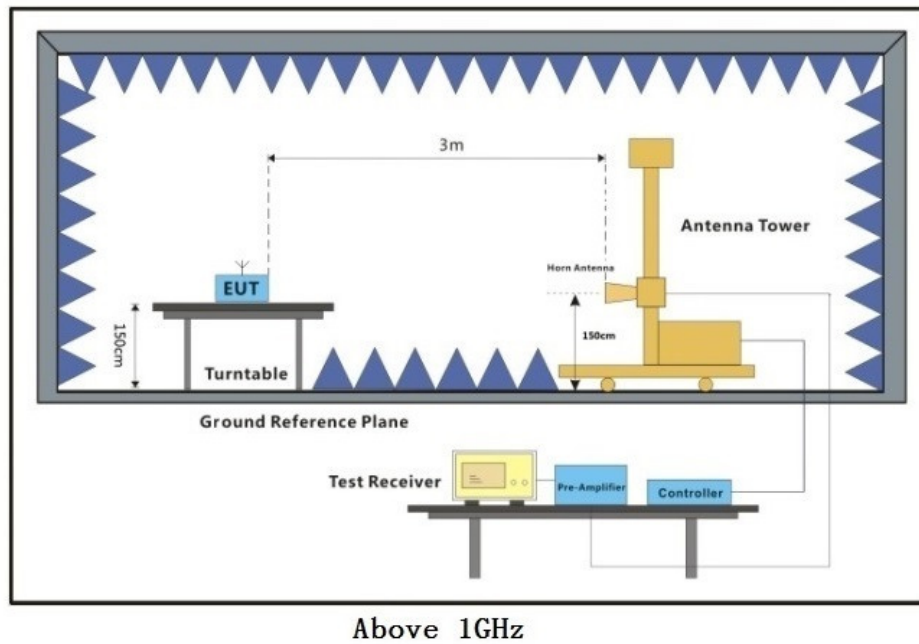 3m
Antenna Tower
Horn Antenna
EUT
150cm
150cm
Turntable
Ground Reference Plane
Test Receiver
Pre-Amplifier
Controller
Above 1GHz